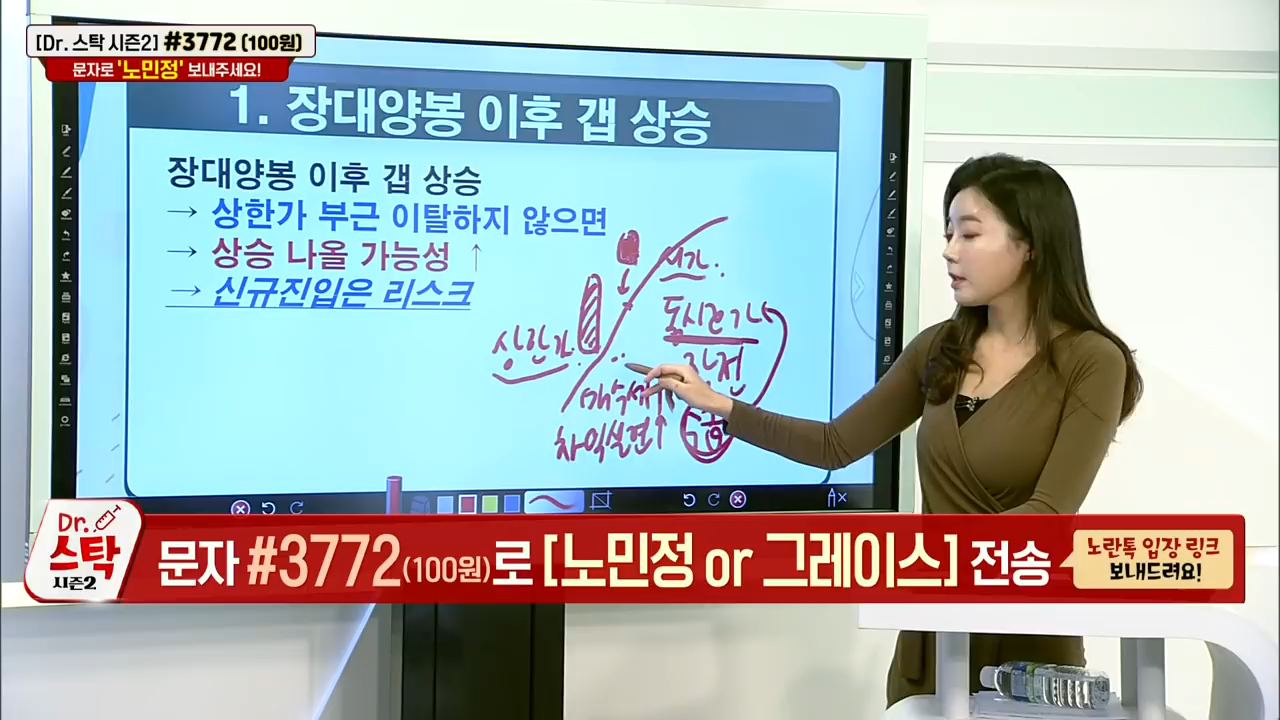 [Dr. 스탁 시즌2] #3772 (100원)
문자로 '노민정' 보내주세요!
1. 장대양봉 이후 갭 상승
장대양봉 이후 갭 상승
→ 상한가 부근 이탈하지 않으면
→ 상승 나올 가능성 ↑
→ 신규진입은 리스크
시가
동시호가
상한가
차익실현↑
Dr.
스탁
시즌2
문자 #3772(100원)로 [노민정 or 그레이스] 전송
노란톡 입장 링크
보내드려요!